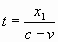 t = x₁ / (c − v)